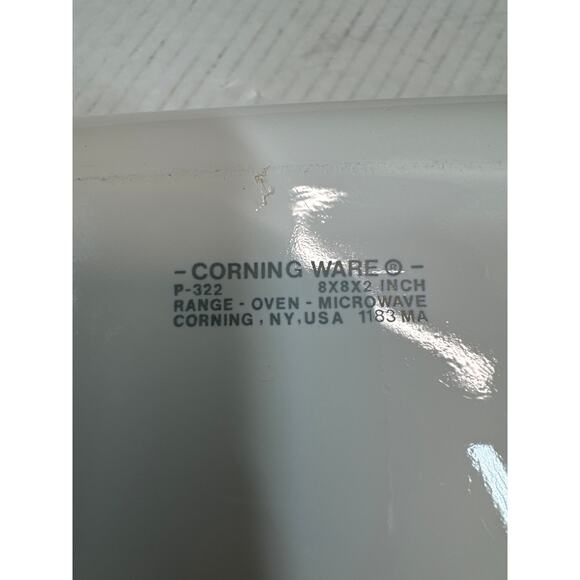 - CORNING WARE ® -
P-322 8X8X2 INCH
RANGE - OVEN - MICROWAVE
CORNING, NY, USA 1183 MA